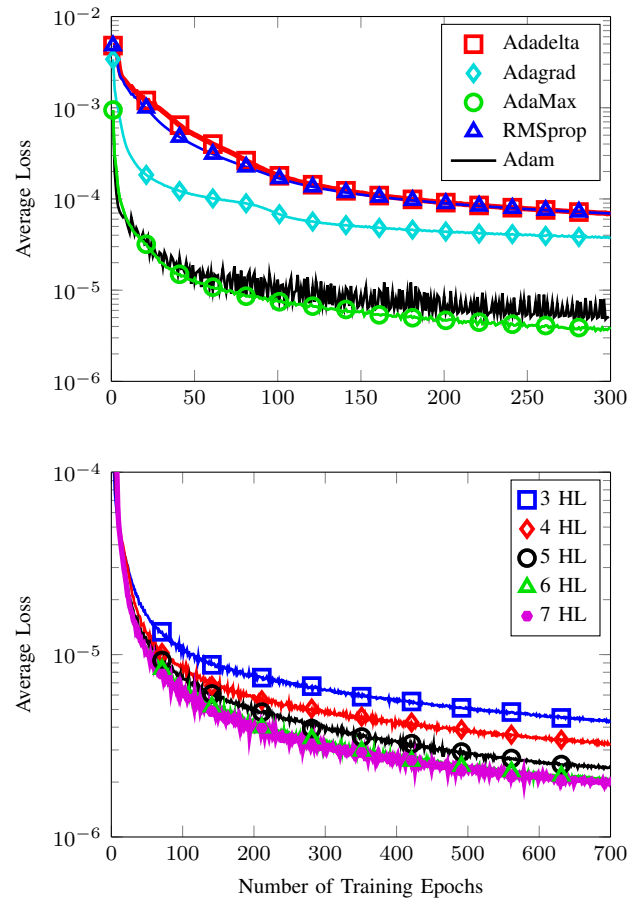 10−2
10−3
10−4
10−5
10−6
Average Loss
0 50 100 150 200 250 300
Adadelta
Adagrad
AdaMax
RMSprop
Adam
10−4
10−5
10−6
Average Loss
0 100 200 300 400 500 600 700
Number of Training Epochs
3 HL
4 HL
5 HL
6 HL
7 HL